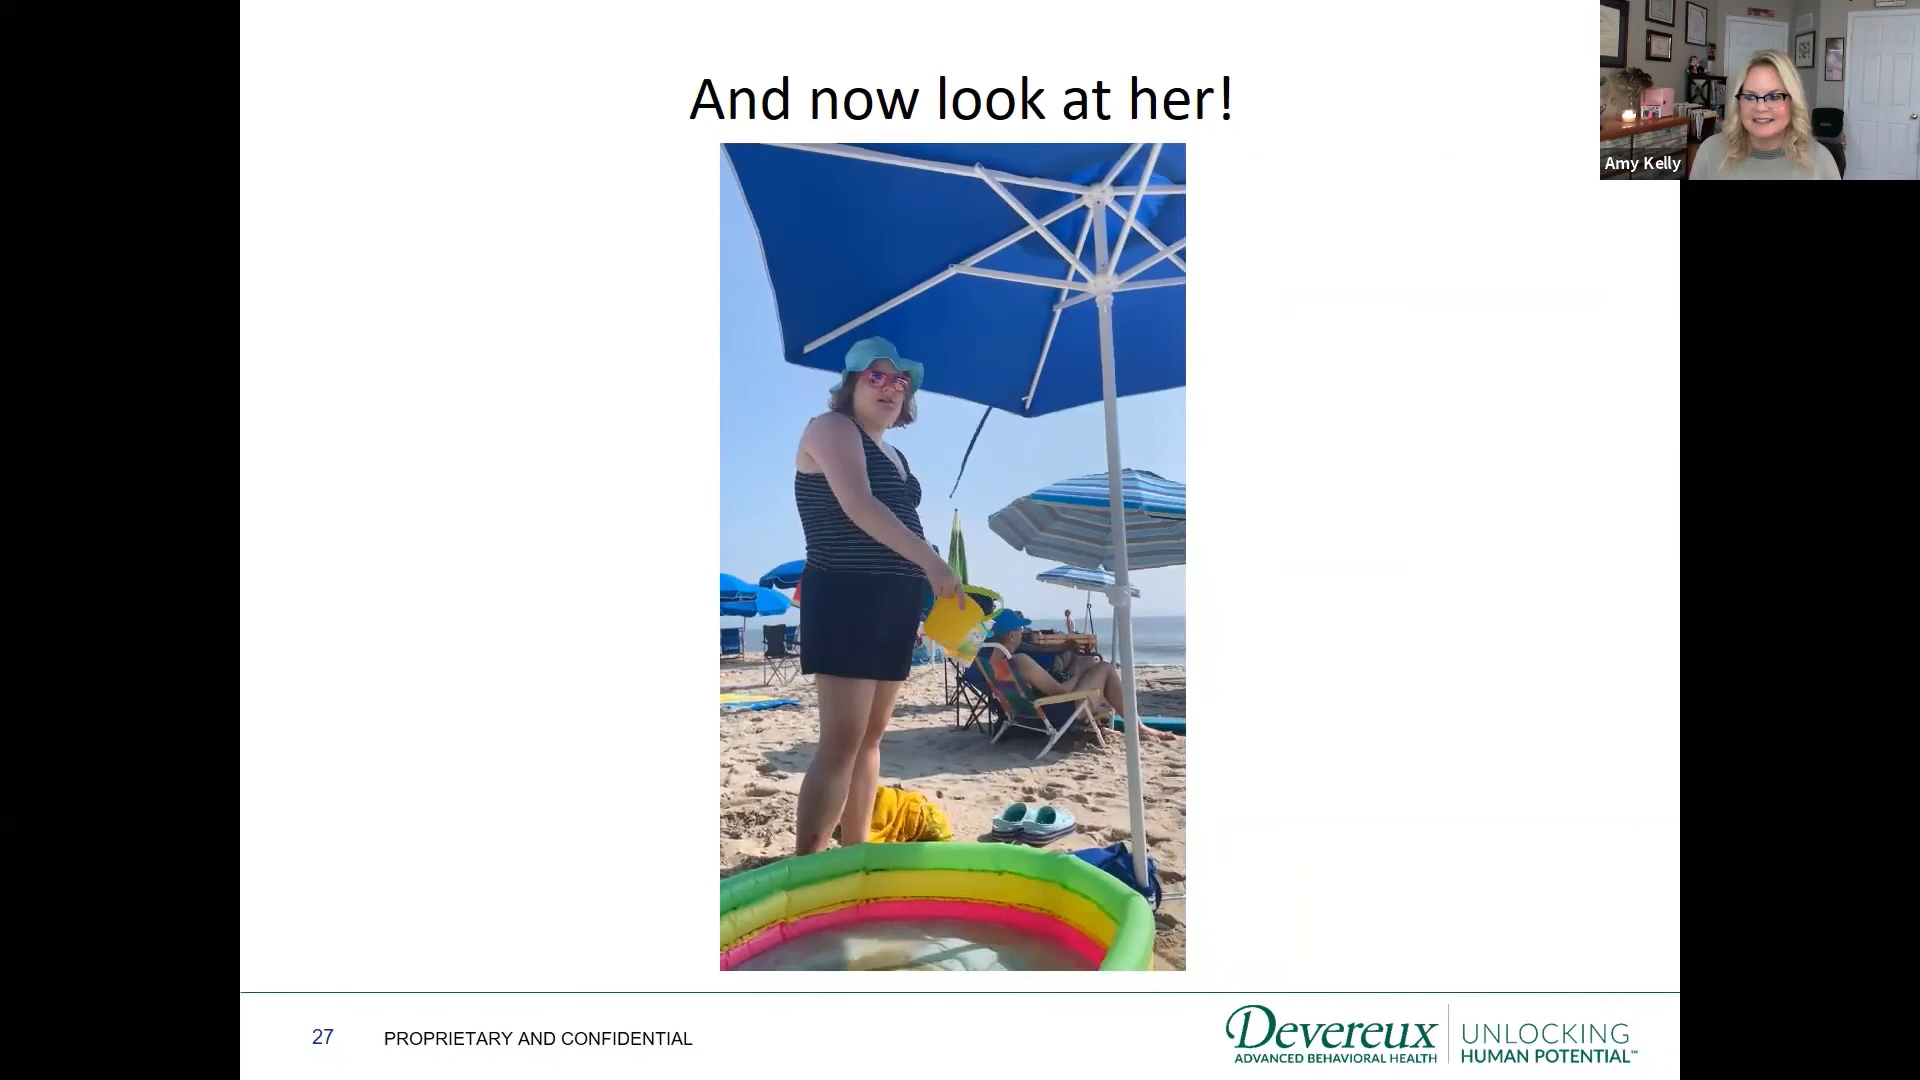 And now look at her!
Amy Kelly
27
PROPRIETARY AND CONFIDENTIAL
Devereux
ADVANCED BEHAVIORAL HEALTH
UNLOCKING
HUMAN POTENTIAL™